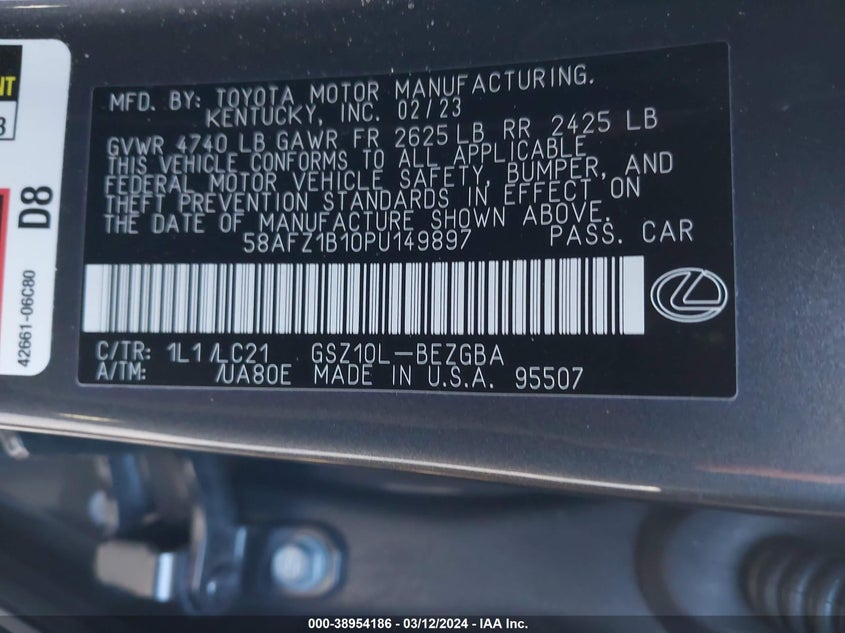 NT
3
D8
42661-06C80
MFD. BY: TOYOTA MOTOR MANUFACTURING.
KENTUCKY, INC. 02/23
GVWR 4740 LB GAWR FR 2625 LB RR 2425 LB
THIS VEHICLE CONFORMS TO ALL APPLICABLE
FEDERAL MOTOR VEHICLE SAFETY, BUMPER, AND
THEFT PREVENTION STANDARDS IN EFFECT ON
THE DATE OF MANUFACTURE SHOWN ABOVE.
58AFZ1B10PU149897 PASS. CAR
C/TR: 1L1/LC21 GSZ10L-BEZGBA
A/TM: /UA80E MADE IN U.S.A. 95507
000-38954186 - 03/12/2024 - IAA Inc.